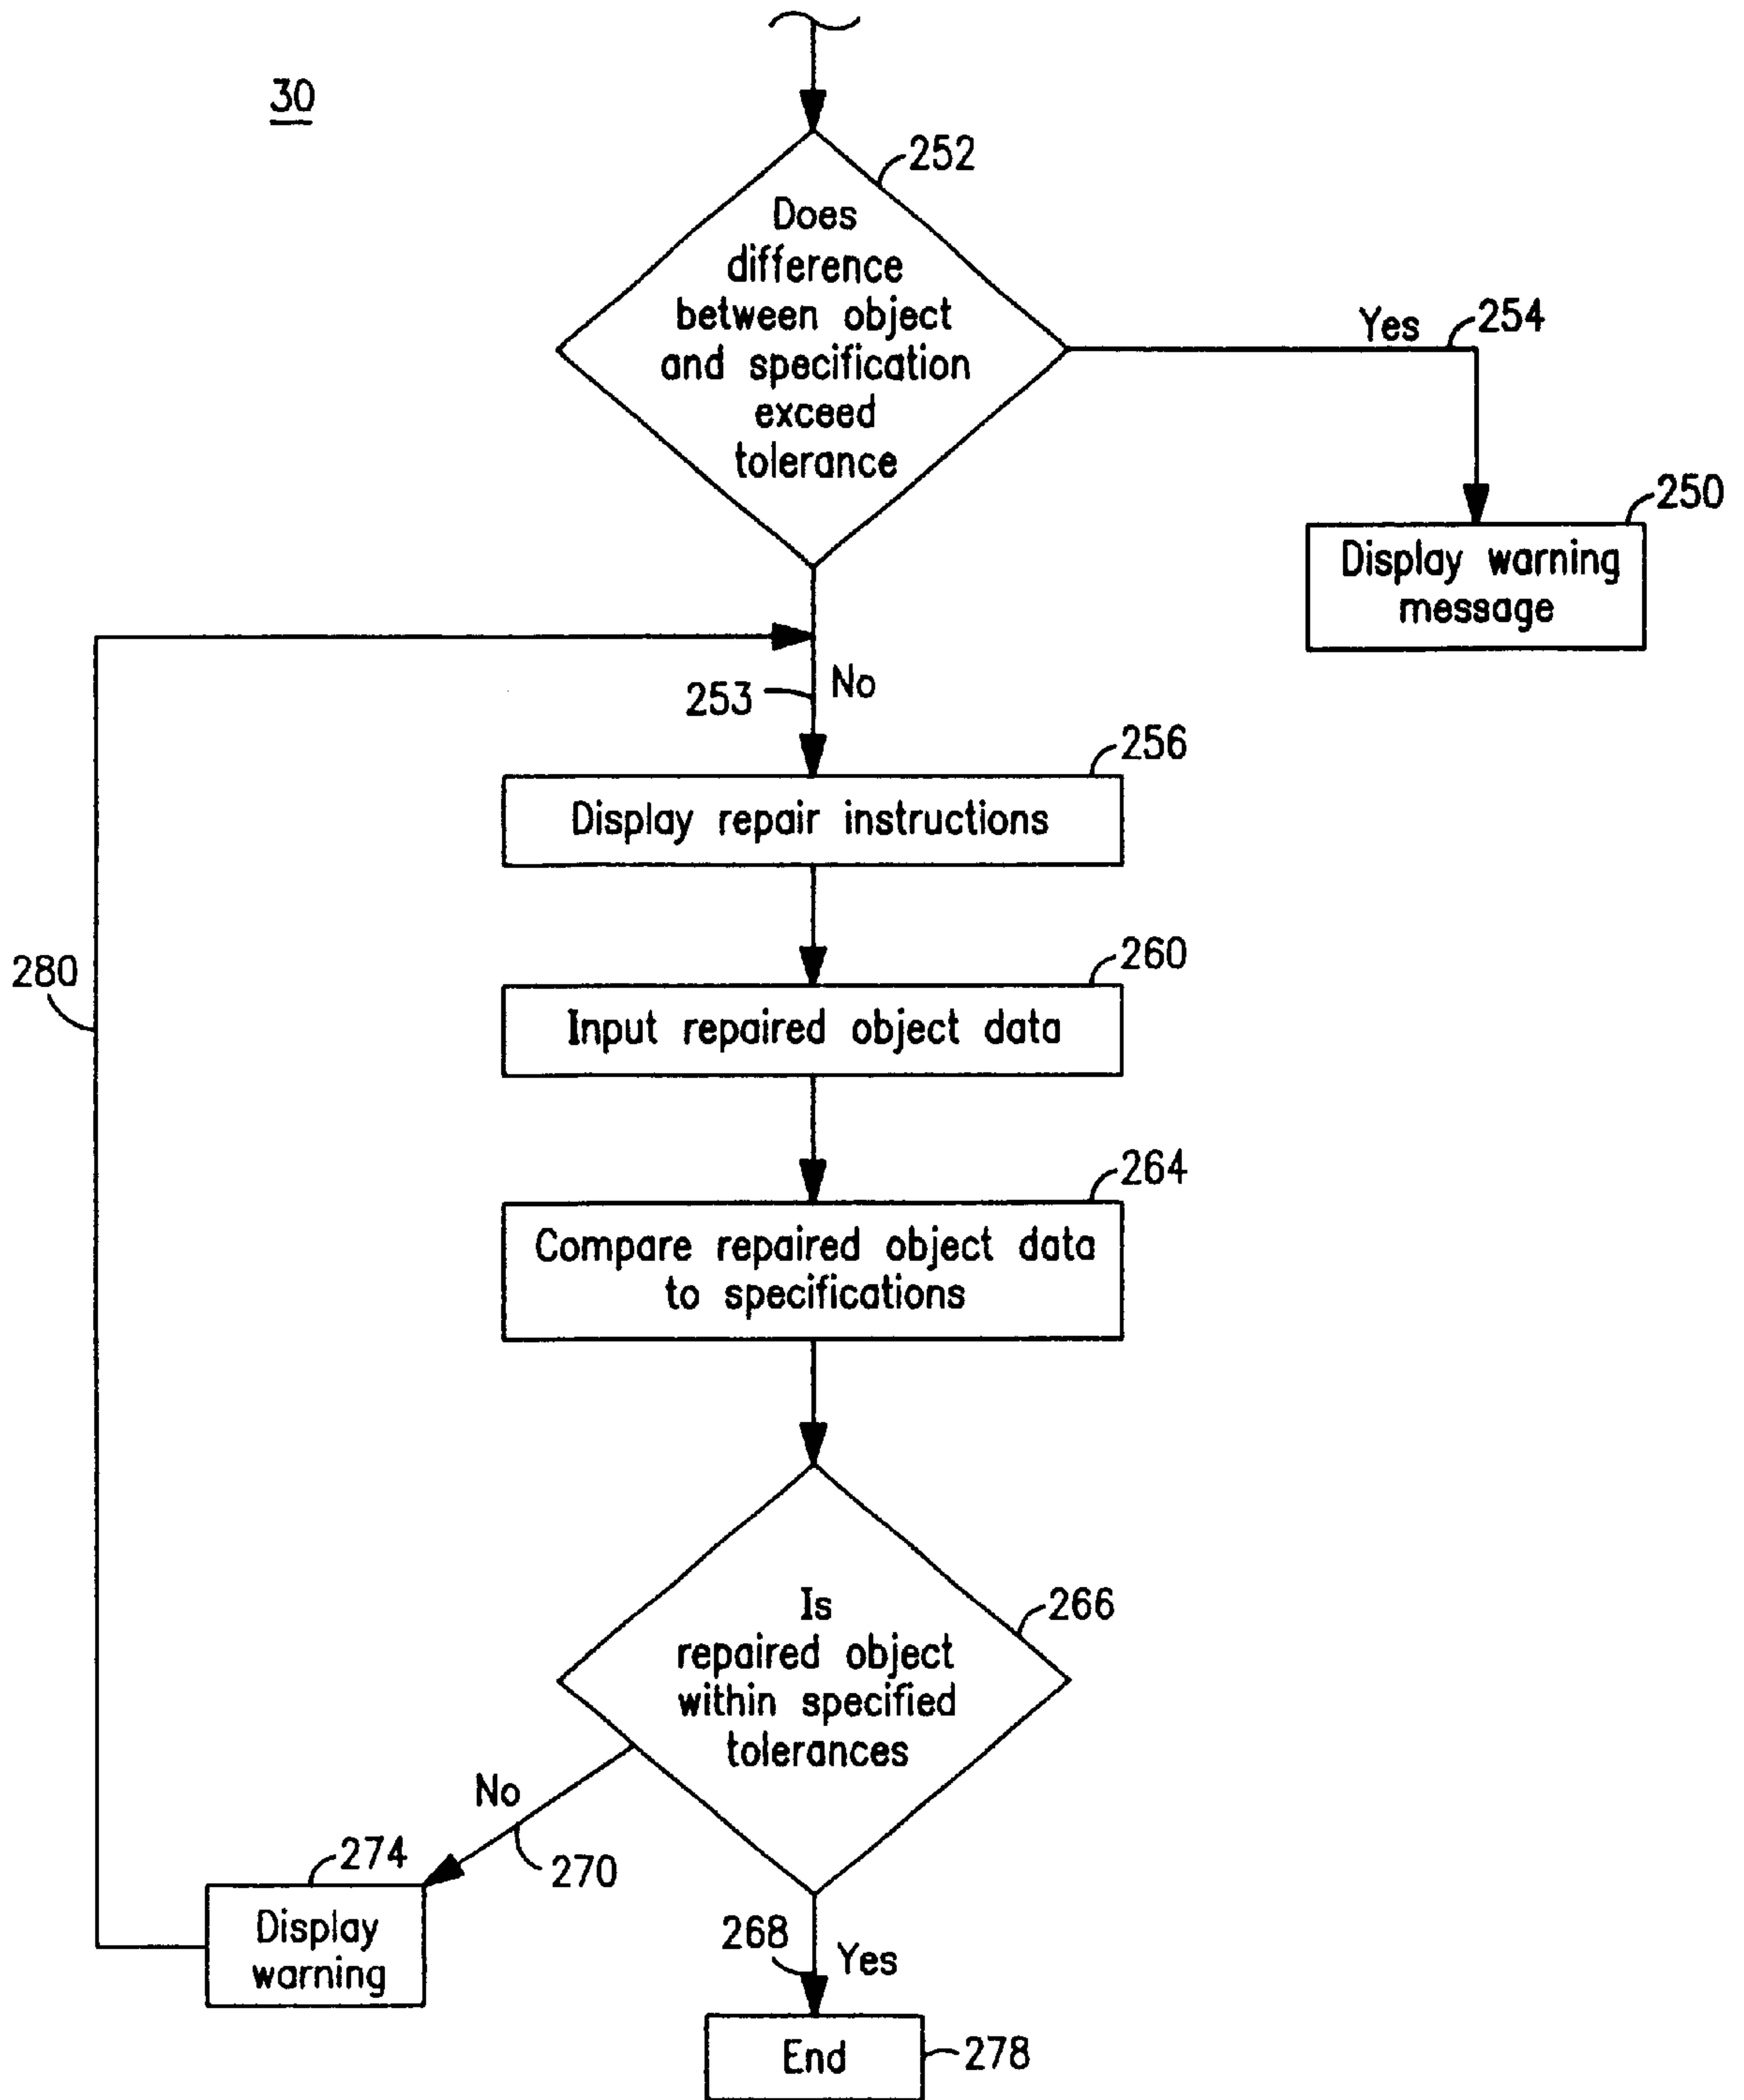 30
252
Does
difference
between object
and specification
exceed
tolerance
Yes
254
250
Display warning
message
253
No
256
Display repair instructions
280
260
Input repaired object data
264
Compare repaired object data
to specifications
266
Is
repaired object
within specified
tolerances
No
270
274
Display
warning
268
Yes
End
278